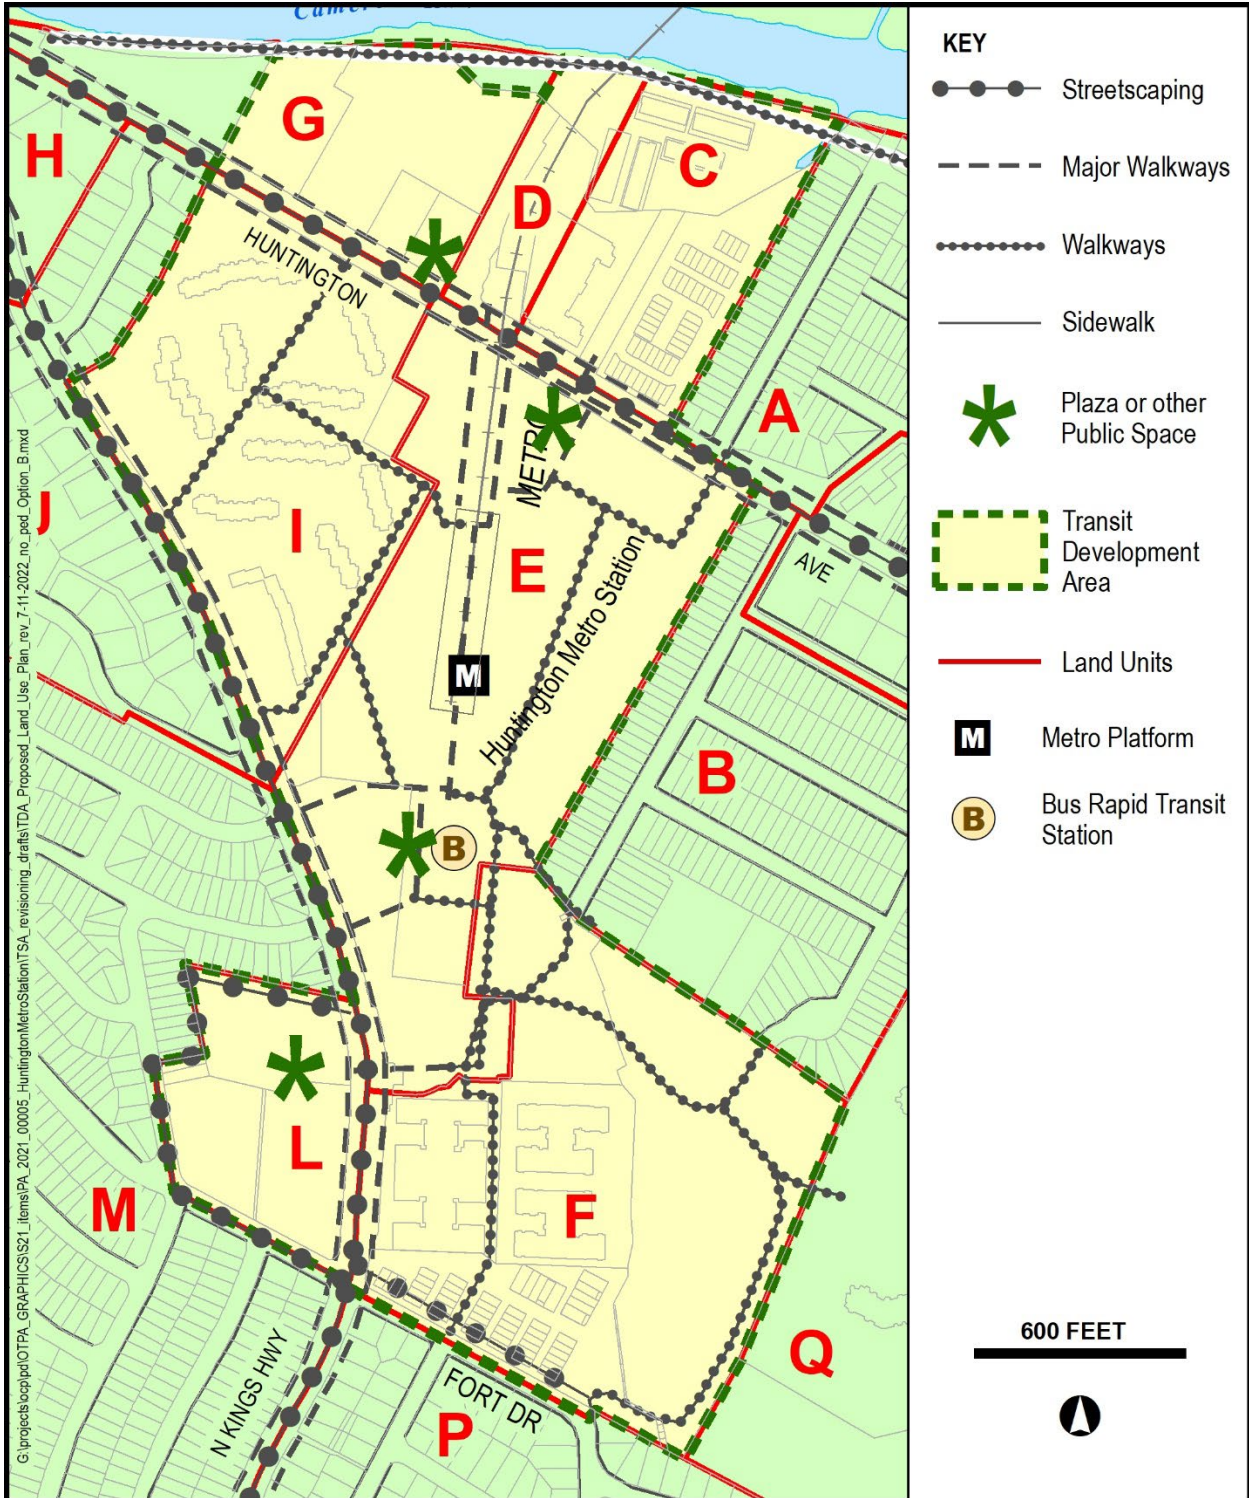 KEY
Streetscaping
Major Walkways
Walkways
Sidewalk
Plaza or other
Public Space
Transit
Development
Area
Land Units
M
Metro Platform
B
Bus Rapid Transit
Station
600 FEET
G
H
C
D
HUNTINGTON
A
METRO
J
I
E
AVE
Huntington Metro Station
M
B
B
L
M
F
Q
N KINGS HWY
FORT DR
P
G:\projects\ocp\pd\OTPA_GRAPHICS\S21_items\PA_2021_00005_HuntingtonMetroStation\TSA_revisioning_drafts\TDA_Proposed_Land_Use_Plan_rev_7-11-2022_no_ped_Option_B.mxd